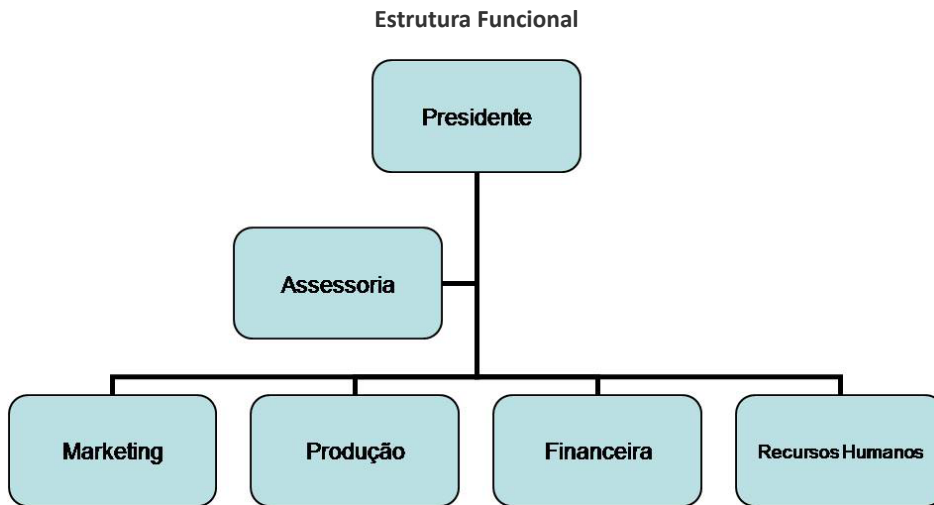 Estrutura Funcional
Presidente
Assessoria
Marketing
Produção
Financeira
Recursos Humanos